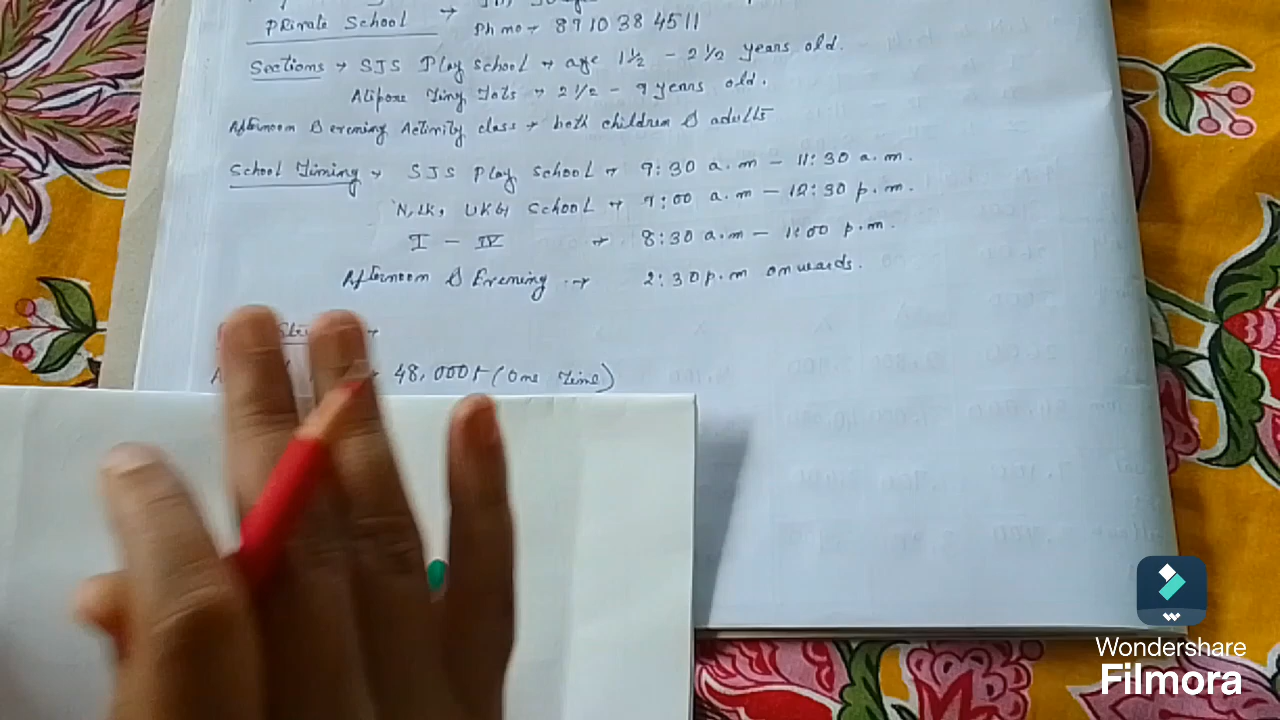 Private School →
Ph no → 8910384511
Sections → SJS Play School → age 1½ - 2½ years old.
Alipore Tiny Tots → 2½ - 9 years old.
Afternoon & evening Activity class → both children & adults
School Timing → SJS Play School → 9:30 a.m - 11:30 a.m.
N, LK, UKG School → 9:00 a.m - 12:30 p.m.
I - IV → 8:30 a.m - 1:00 p.m.
Afternoon & Evening → 2:30 p.m onwards.
48,000/- (One Time)
Wondershare
Filmora